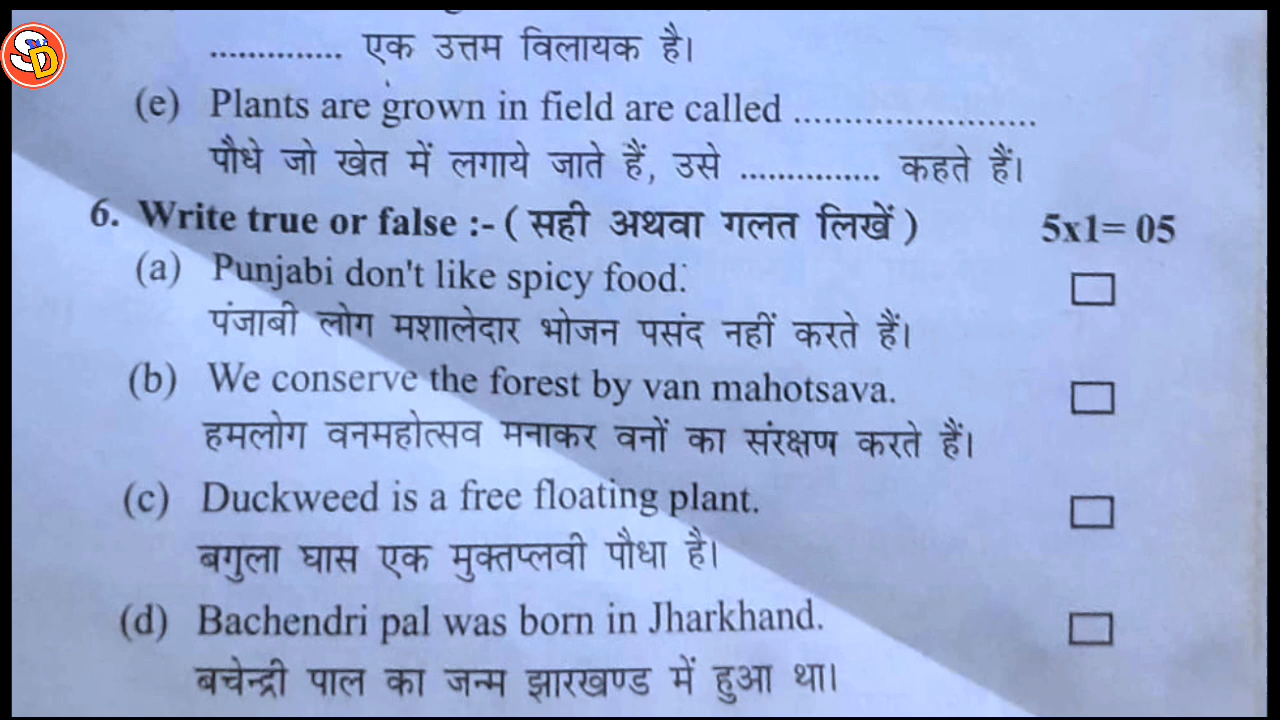 SD
.............. एक उत्तम विलायक है।
(e) Plants are grown in field are called ........................
पौधे जो खेत में लगाये जाते हैं, उसे ............... कहते हैं।
6. Write true or false :- ( सही अथवा गलत लिखें ) 5x1= 05
(a) Punjabi don't like spicy food.
पंजाबी लोग मशालेदार भोजन पसंद नहीं करते हैं।
(b) We conserve the forest by van mahotsava.
हमलोग वनमहोत्सव मनाकर वनों का संरक्षण करते हैं।
(c) Duckweed is a free floating plant.
बगुला घास एक मुक्तप्लवी पौधा है।
(d) Bachendri pal was born in Jharkhand.
बचेन्द्री पाल का जन्म झारखण्ड में हुआ था।